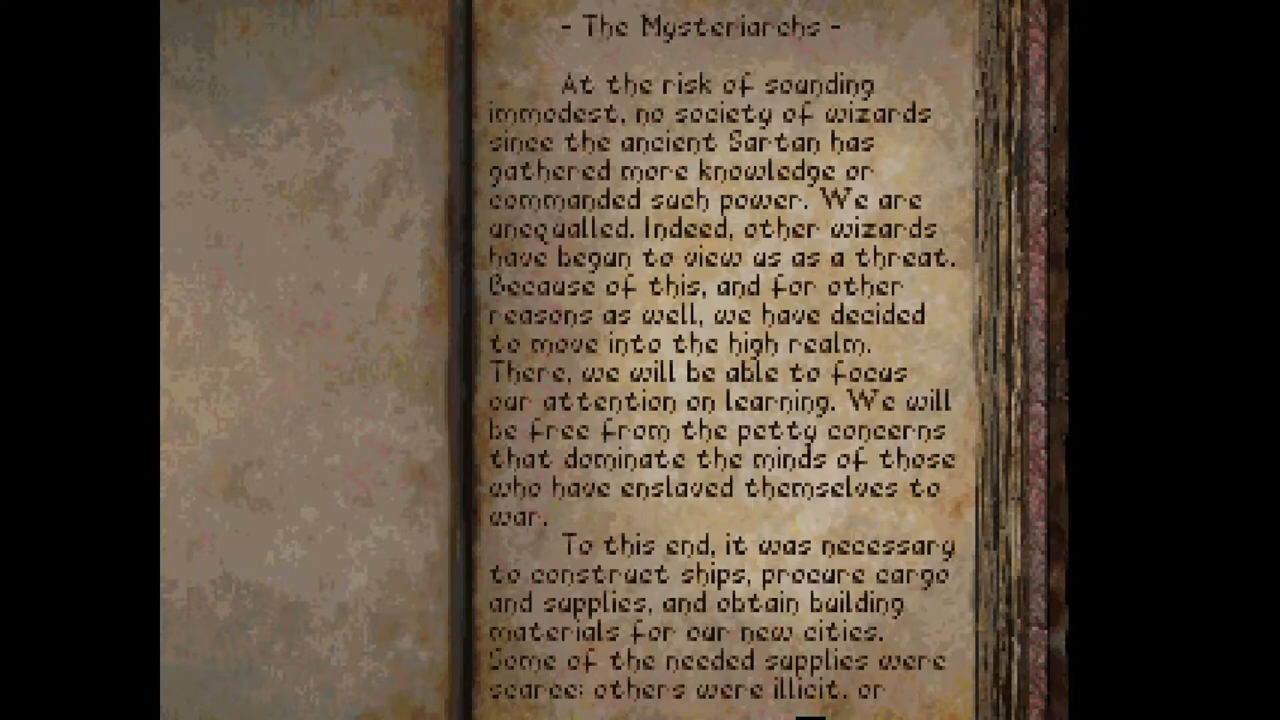 - The Mysteriarchs -
At the risk of sounding
immodest, no society of wizards
since the ancient Sartan has
gathered more knowledge or
commanded such power. We are
unequalled. Indeed, other wizards
have begun to view us as a threat.
Because of this, and for other
reasons as well, we have decided
to move into the high realm.
There, we will be able to focus
our attention on learning. We will
be free from the petty concerns
that dominate the minds of those
who have enslaved themselves to
war.
To this end, it was necessary
to construct ships, procure cargo
and supplies, and obtain building
materials for our new cities.
Some of the needed supplies were
scarce; others were illicit, or